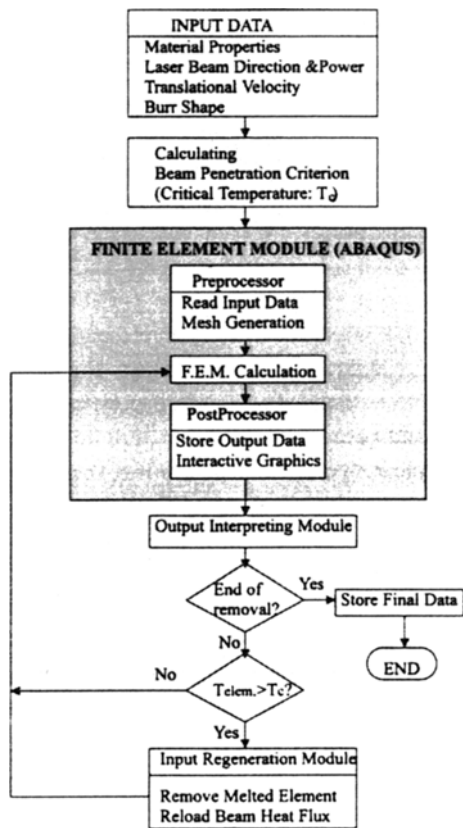 INPUT DATA
Material Properties
Laser Beam Direction &Power
Translational Velocity
Burr Shape
Calculating
Beam Penetration Criterion
(Critical Temperature: Tc)
FINITE ELEMENT MODULE (ABAQUS)
Preprocessor
Read Input Data
Mesh Generation
F.E.M. Calculation
PostProcessor
Store Output Data
Interactive Graphics
Output Interpreting Module
End of
removal?
Yes
Store Final Data
No
END
No
Telem.>Tc?
Yes
Input Regeneration Module
Remove Melted Element
Reload Beam Heat Flux